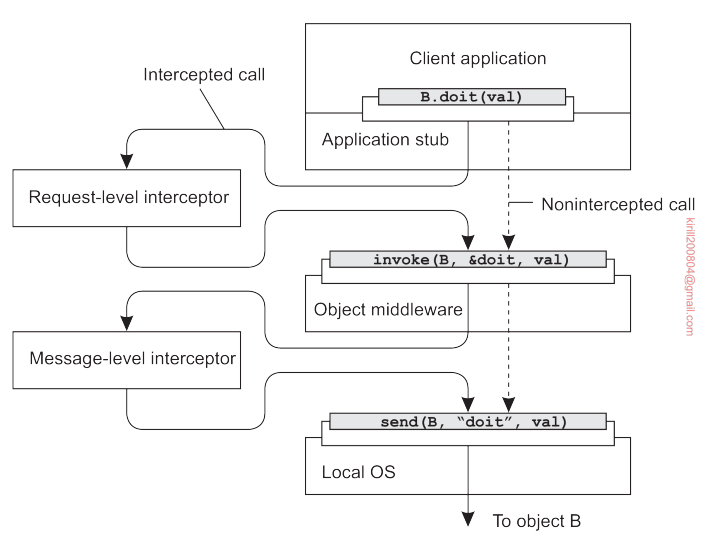 Client application
Intercepted call
B.doit(val)
Application stub
Request-level interceptor
Nonintercepted call
invoke(B, &doit, val)
Object middleware
Message-level interceptor
send(B, “doit”, val)
Local OS
To object B
kirill200804@gmail.com